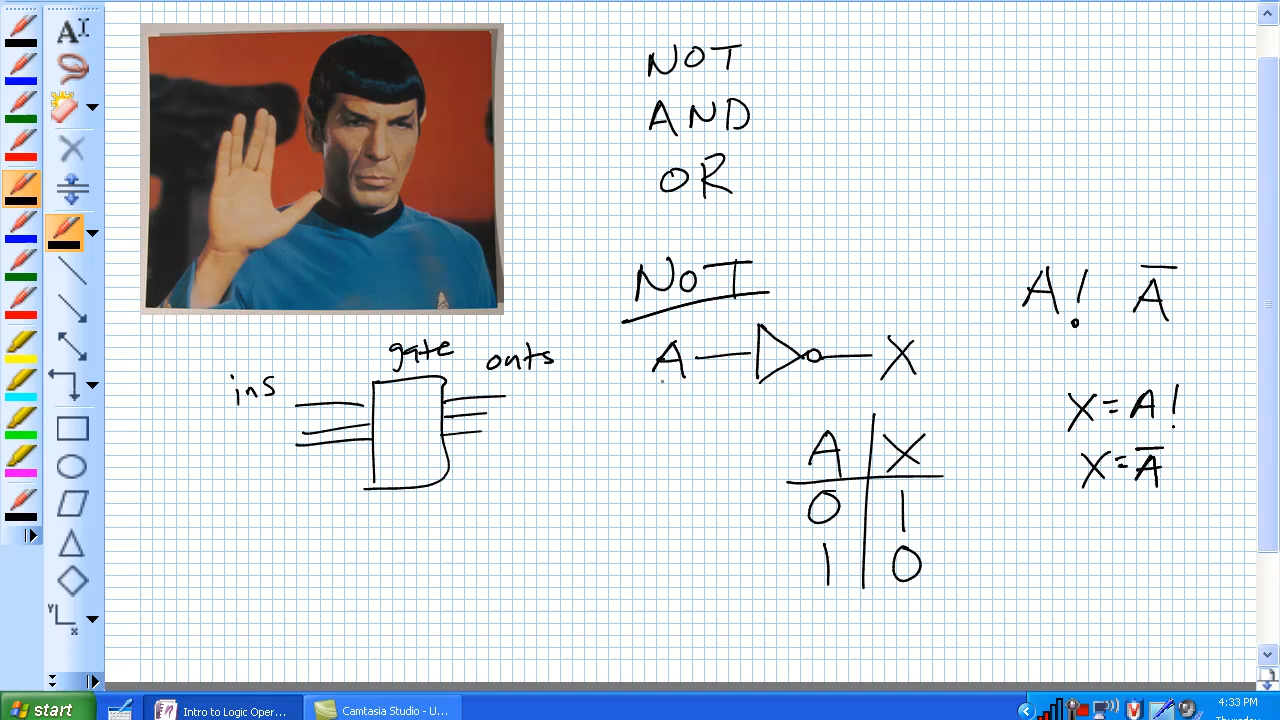 NOT
AND
OR
NOT
A! A̅
gate outs
ins
A X
X = A!
X = A̅
A X
0 1
1 0
start
Intro to Logic Oper...
Camtasia Studio - U...
4:33 PM